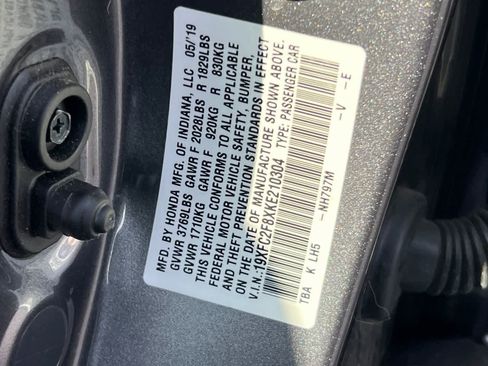 MFD. BY HONDA MFG. OF INDIANA, LLC 05/'19
GVWR 3769LBS GAWR F 2028LBS R 1829LBS
GVWR 1710KG GAWR F 920KG R 830KG
THIS VEHICLE CONFORMS TO ALL APPLICABLE
FEDERAL MOTOR VEHICLE SAFETY, BUMPER,
AND THEFT PREVENTION STANDARDS IN EFFECT
ON THE DATE OF MANUFACTURE SHOWN ABOVE.
V.I.N.:19XFC2F8XKE210304 TYPE: PASSENGER CAR
TBA K LH5 -NH797M -V -E